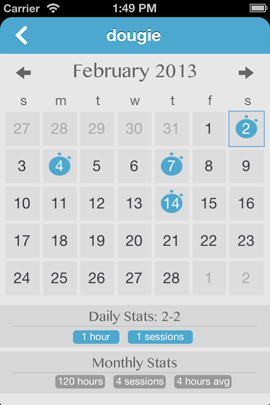 Carrier 1:49 PM
dougie
February 2013
s m t w t f s
27 28 29 30 31 1 2
3 4 5 6 7 8 9
10 11 12 13 14 15 16
17 18 19 20 21 22 23
24 25 26 27 28 1 2
Daily Stats: 2-2
1 hour 1 sessions
Monthly Stats
120 hours 4 sessions 4 hours avg